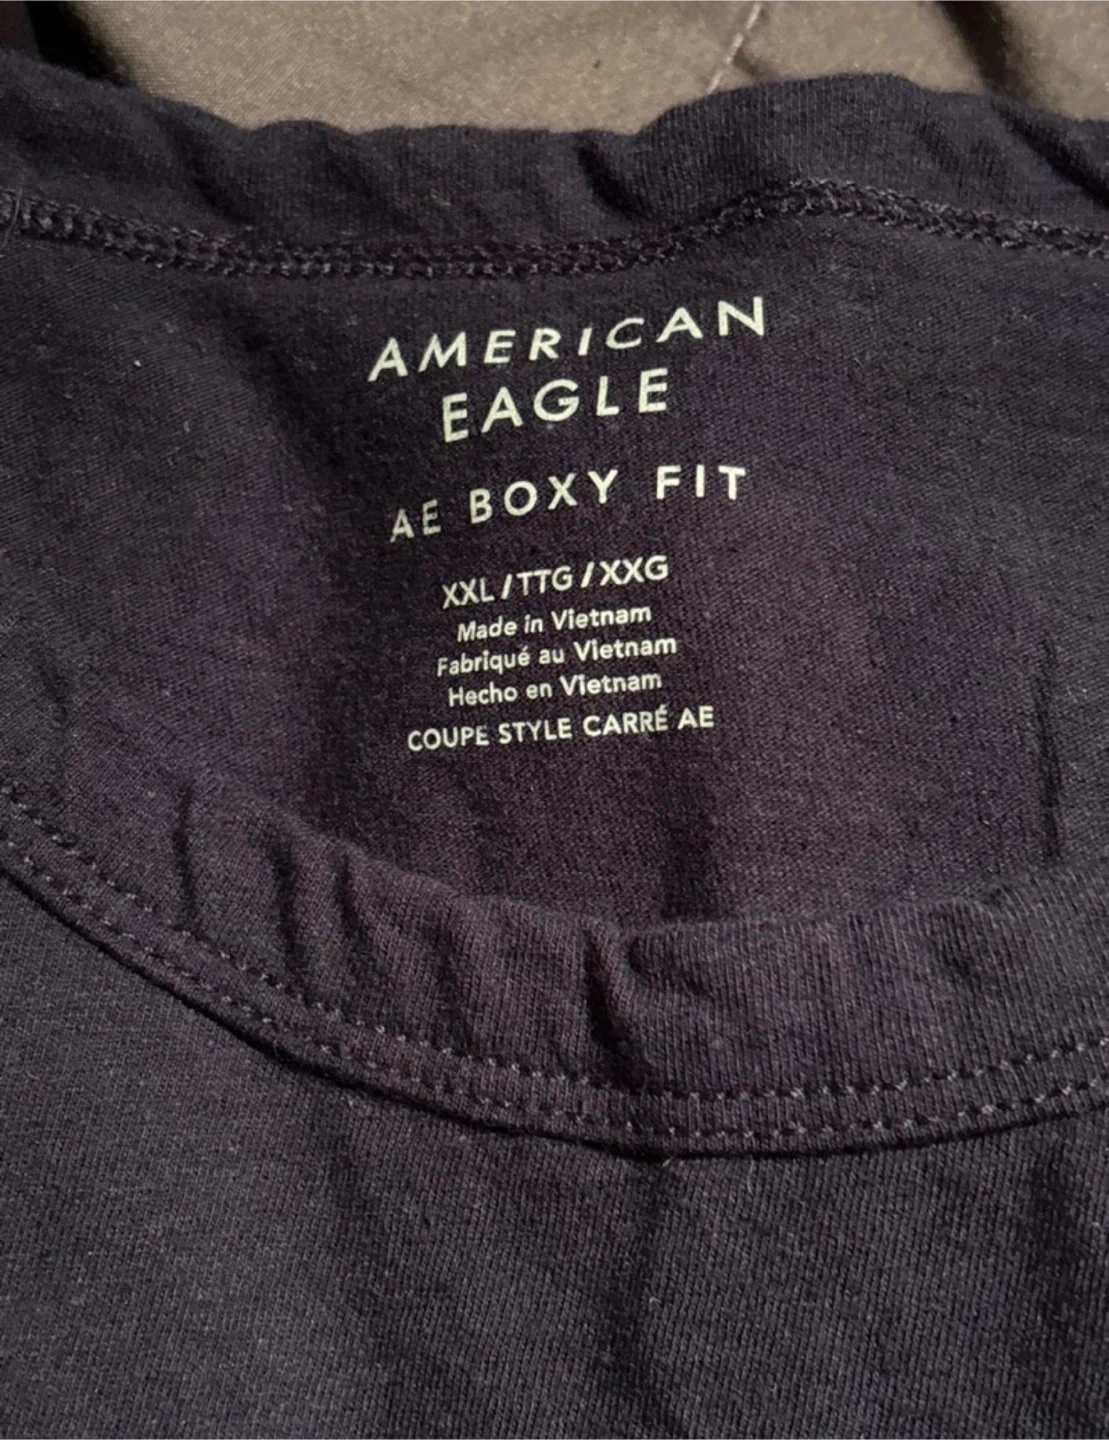 AMERICAN
EAGLE
AE BOXY FIT
XXL/TTG/XXG
Made in Vietnam
Fabriqué au Vietnam
Hecho en Vietnam
COUPE STYLE CARRÉ AE